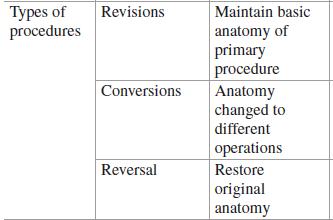 Types of
procedures
Revisions
Maintain basic
anatomy of
primary
procedure
Conversions
Anatomy
changed to
different
operations
Reversal
Restore
original
anatomy